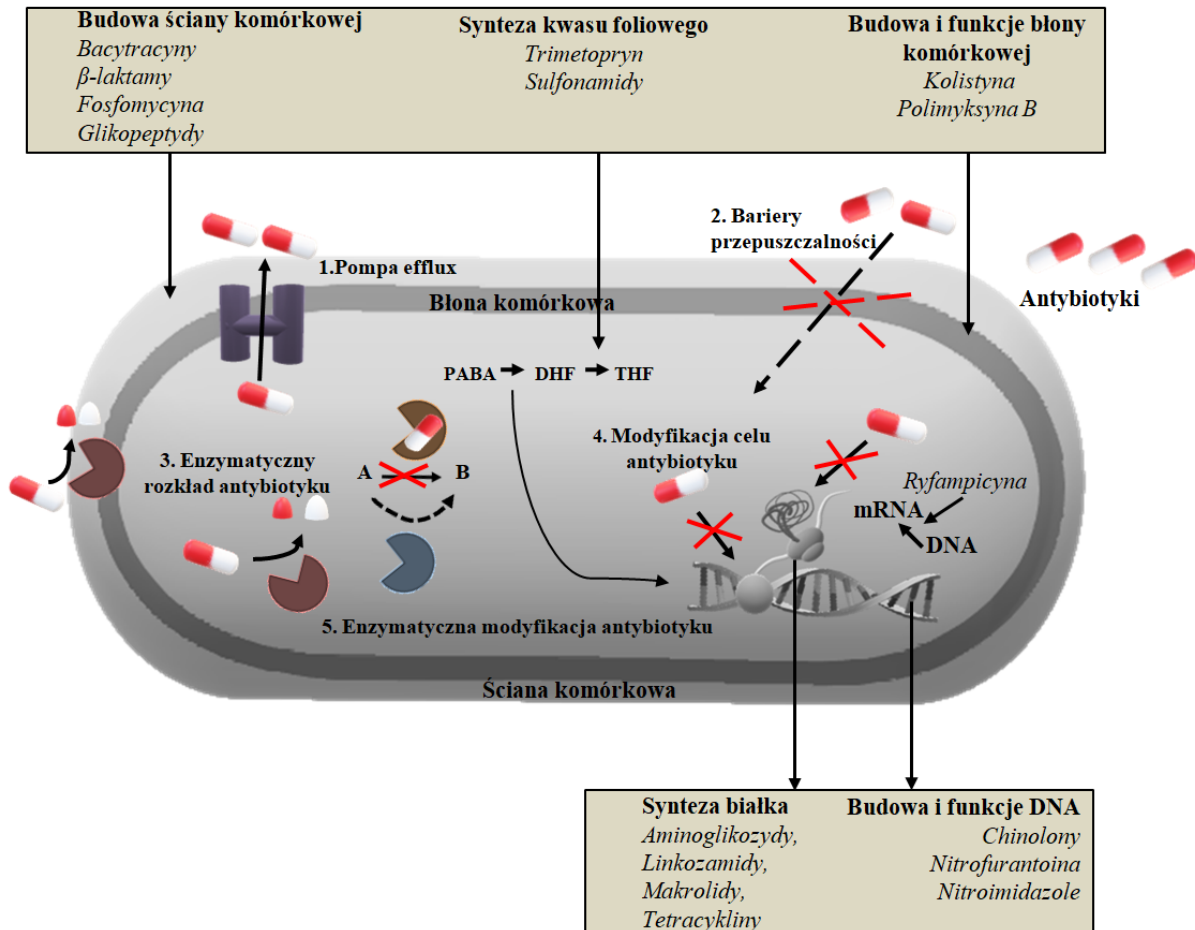 Budowa ściany komórkowej
Bacytracyny
β-laktamy
Fosfomycyna
Glikopeptydy
Synteza kwasu foliowego
Trimetopryn
Sulfonamidy
Budowa i funkcje błony
komórkowej
Kolistyna
Polimyksyna B
1.Pompa efflux
2. Bariery
przepuszczalności
Antybiotyki
Błona komórkowa
PABA DHF THF
3. Enzymatyczny
rozkład antybiotyku
A B
4. Modyfikacja celu
antybiotyku
Ryfampicyna
mRNA
DNA
5. Enzymatyczna modyfikacja antybiotyku
Ściana komórkowa
Synteza białka
Aminoglikozydy,
Linkozamidy,
Makrolidy,
Tetracykliny
Budowa i funkcje DNA
Chinolony
Nitrofurantoina
Nitroimidazole